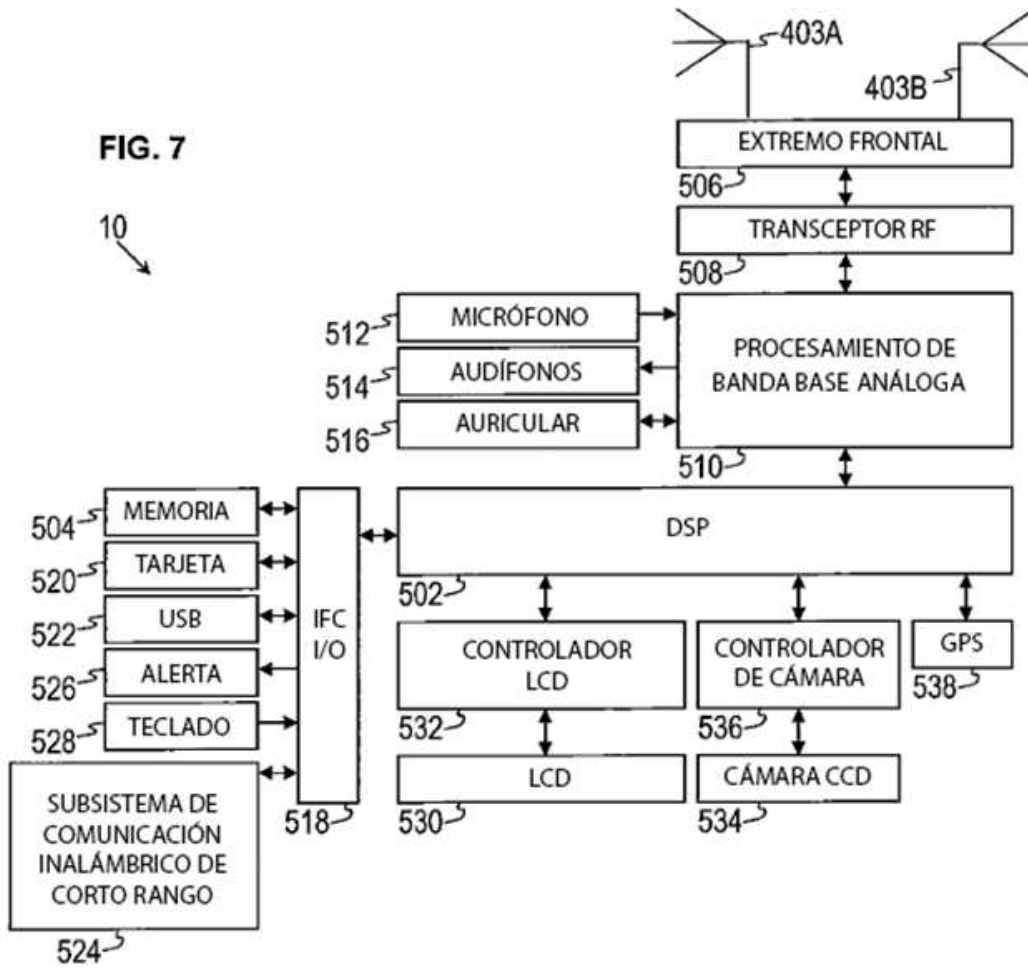 403A
403B
FIG. 7
10
EXTREMO FRONTAL
506
TRANSCEPTOR RF
508
512
MICRÓFONO
514
AUDÍFONOS
516
AURICULAR
PROCESAMIENTO DE
BANDA BASE ANÁLOGA
510
504
MEMORIA
520
TARJETA
522
USB
526
ALERTA
528
TECLADO
SUBSISTEMA DE
COMUNICACIÓN
INALÁMBRICO DE
CORTO RANGO
524
IFC
I/O
518
DSP
502
CONTROLADOR
LCD
532
LCD
530
CONTROLADOR
DE CÁMARA
536
CÁMARA CCD
534
GPS
538